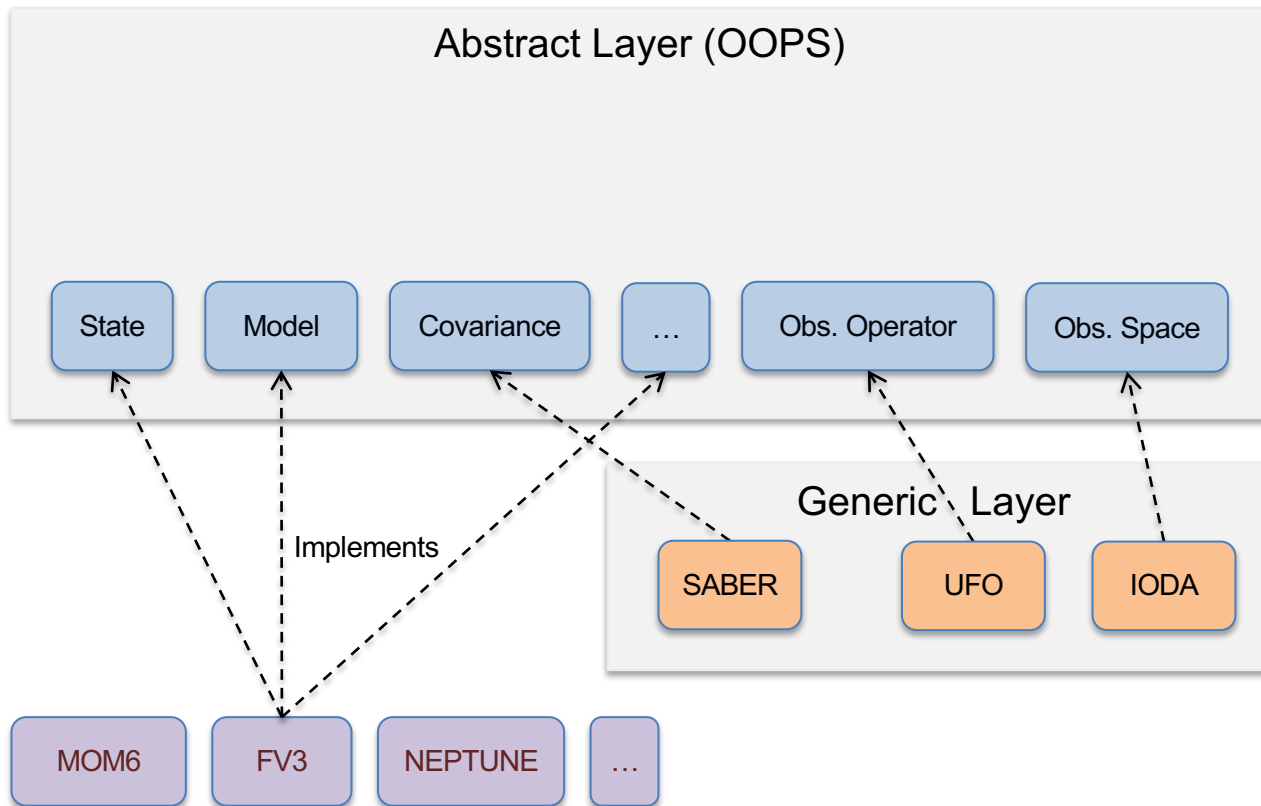 Abstract Layer (OOPS)
State Model Covariance … Obs. Operator Obs. Space
Generic Layer
Implements
SABER UFO IODA
MOM6 FV3 NEPTUNE …